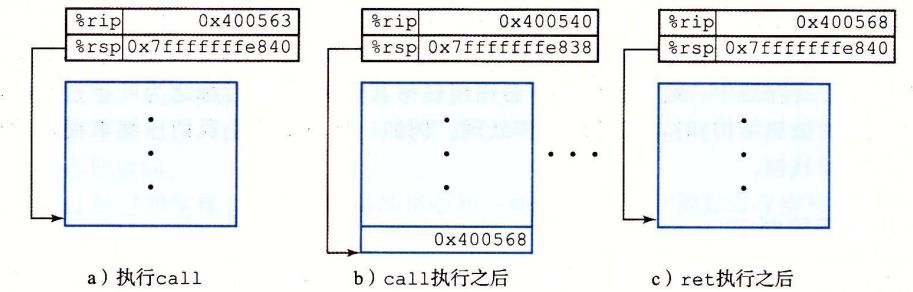 %rip 0x400563
%rsp 0x7fffffffe840
a）执行call
%rip 0x400540
%rsp 0x7fffffffe838
0x400568
b）call执行之后
%rip 0x400568
%rsp 0x7fffffffe840
c）ret执行之后